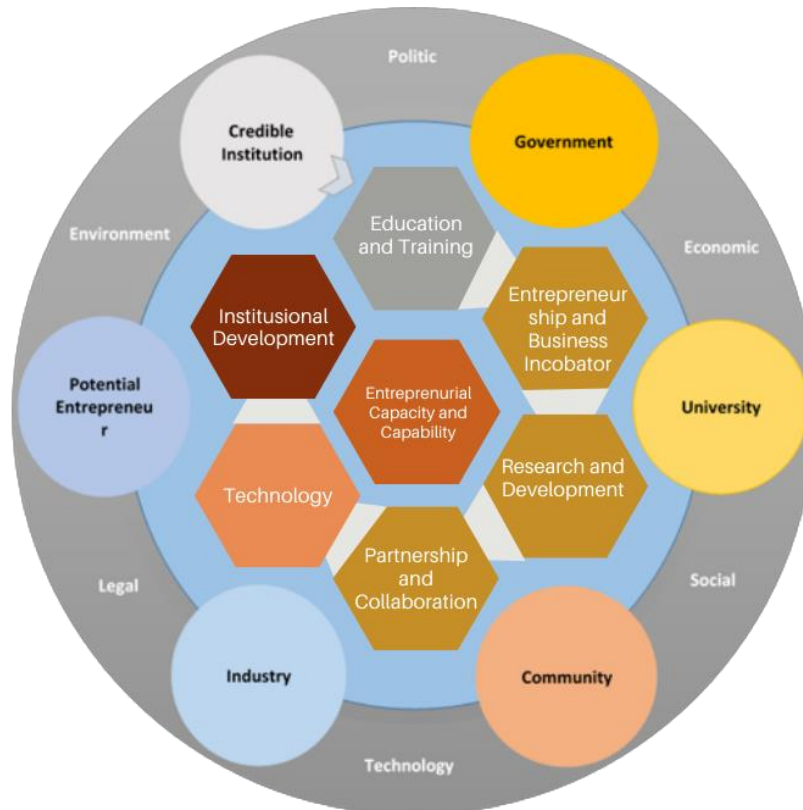 Politic
Credible
Institution
Government
Education
and Training
Environment
Economic
Institusional
Development
Entrepreneur
ship and
Business
Incobator
Potential
Entrepreneu
r
Entreprenurial
Capacity and
Capability
University
Technology
Research and
Development
Partnership
and
Collaboration
Legal
Social
Industry
Community
Technology